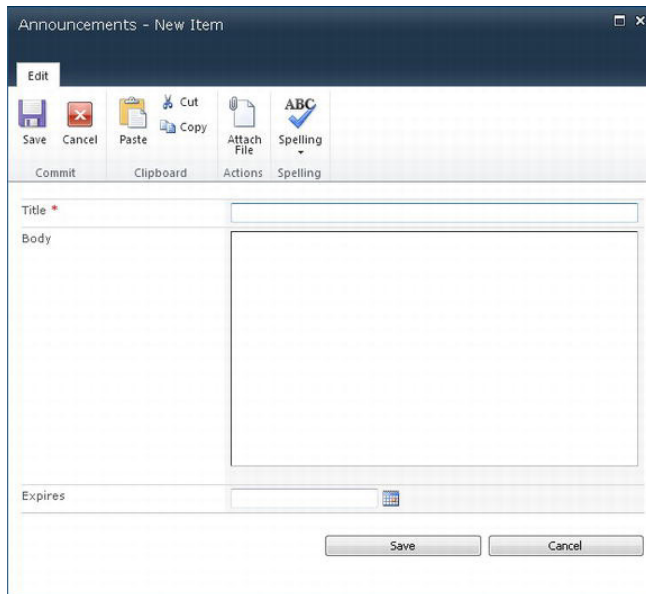 Announcements - New Item
Edit
Save
Cancel
Paste
Cut
Copy
Attach
File
ABC
Spelling
Commit
Clipboard
Actions
Spelling
Title *
Body
Expires
Save
Cancel